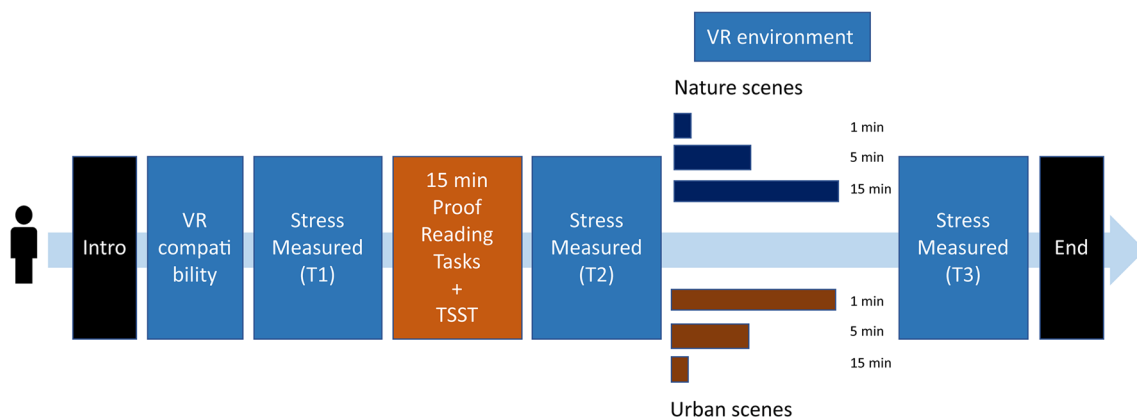 VR environment
Nature scenes
1 min
5 min
15 min
Intro
VR
compati
bility
Stress
Measured
(T1)
15 min
Proof
Reading
Tasks
+
TSST
Stress
Measured
(T2)
Stress
Measured
(T3)
End
1 min
5 min
15 min
Urban scenes